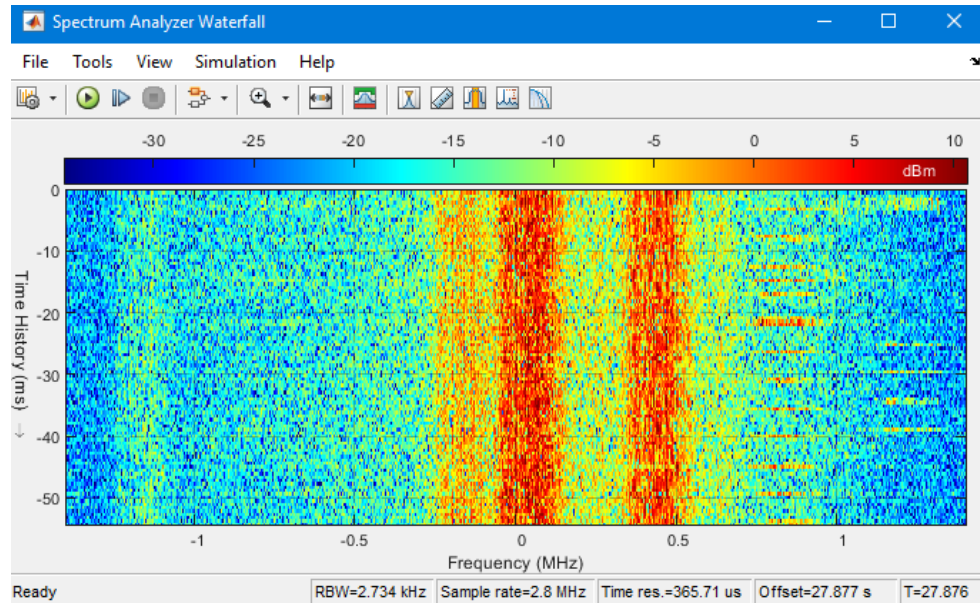 Spectrum Analyzer Waterfall
File Tools View Simulation Help
-30 -25 -20 -15 -10 -5 0 5 10
dBm
0
-10
-20
-30
-40
-50
Time History (ms) →
-1 -0.5 0 0.5 1
Frequency (MHz)
Ready RBW=2.734 kHz Sample rate=2.8 MHz Time res.=365.71 us Offset=27.877 s T=27.876